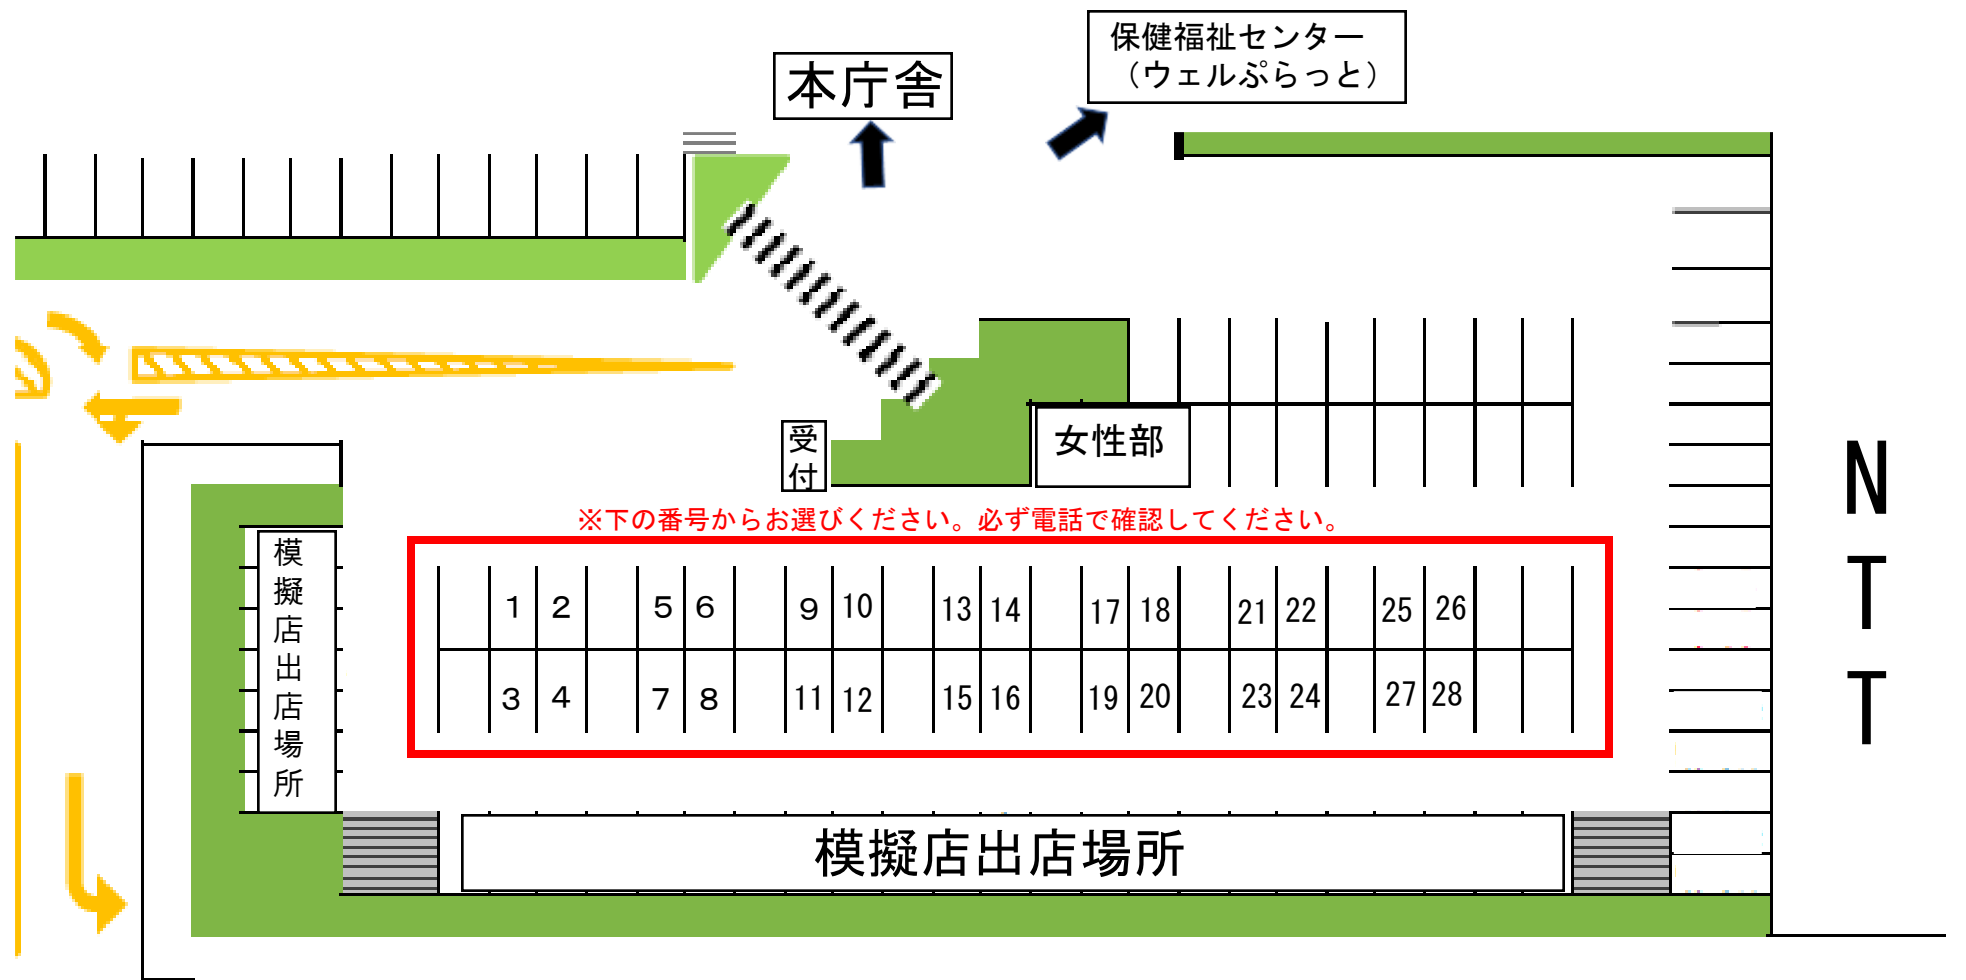 保健福祉センター
（ウェルぷらっと）
本庁舎
受付
女性部
NTT
※下の番号からお選びください。必ず電話で確認してください。
模擬店出店場所
1 2 5 6 9 10 13 14 17 18 21 22 25 26
3 4 7 8 11 12 15 16 19 20 23 24 27 28
模擬店出店場所